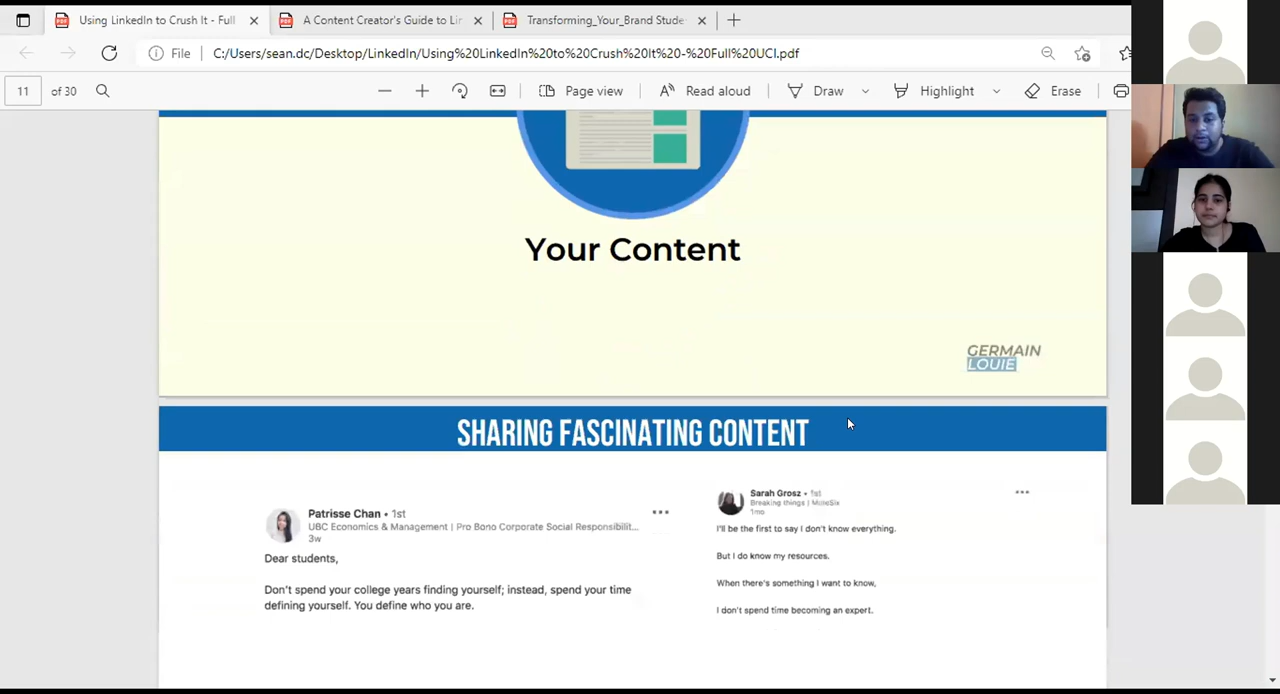 Using LinkedIn to Crush It - Full
A Content Creator's Guide to Lin
Transforming_Your_Brand Stude
File
C:/Users/sean.dc/Desktop/LinkedIn/Using%20LinkedIn%20to%20Crush%20It%20-%20Full%20UCI.pdf
11 of 30
Page view
Read aloud
Draw
Highlight
Erase
Your Content
GERMAIN
LOUIE
SHARING FASCINATING CONTENT
Patrisse Chan • 1st
UBC Economics & Management | Pro Bono Corporate Social Responsibilit...
3w
Dear students,
Don't spend your college years finding yourself; instead, spend your time
defining yourself. You define who you are.
Sarah Grosz • 1st
Breaking things | MuteSix
1mo
I'll be the first to say I don't know everything.
But I do know my resources.
When there's something I want to know,
I don't spend time becoming an expert.